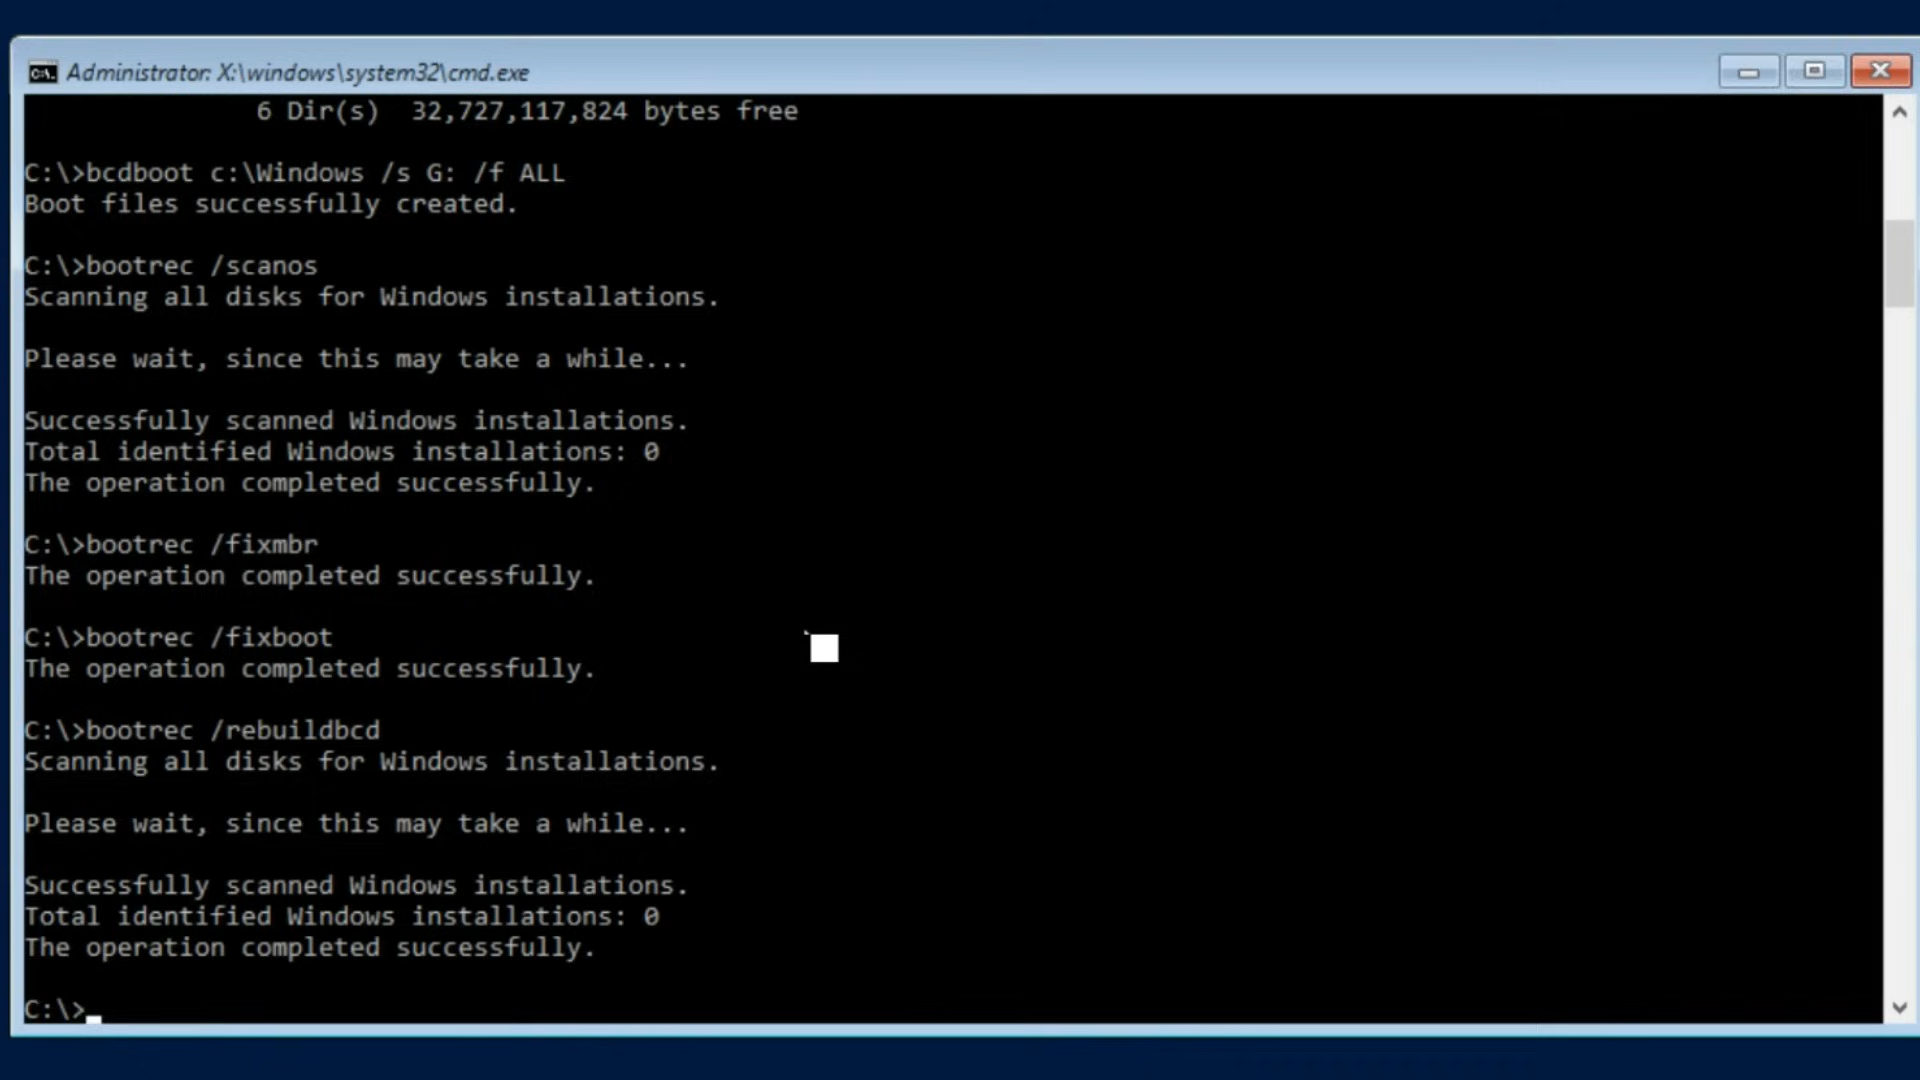 Administrator: X:\windows\system32\cmd.exe
6 Dir(s)  32,727,117,824 bytes free
C:\>bcdboot c:\Windows /s G: /f ALL
Boot files successfully created.
C:\>bootrec /scanos
Scanning all disks for Windows installations.
Please wait, since this may take a while...
Successfully scanned Windows installations.
Total identified Windows installations: 0
The operation completed successfully.
C:\>bootrec /fixmbr
The operation completed successfully.
C:\>bootrec /fixboot
The operation completed successfully.
C:\>bootrec /rebuildbcd
Scanning all disks for Windows installations.
Please wait, since this may take a while...
Successfully scanned Windows installations.
Total identified Windows installations: 0
The operation completed successfully.
C:\>